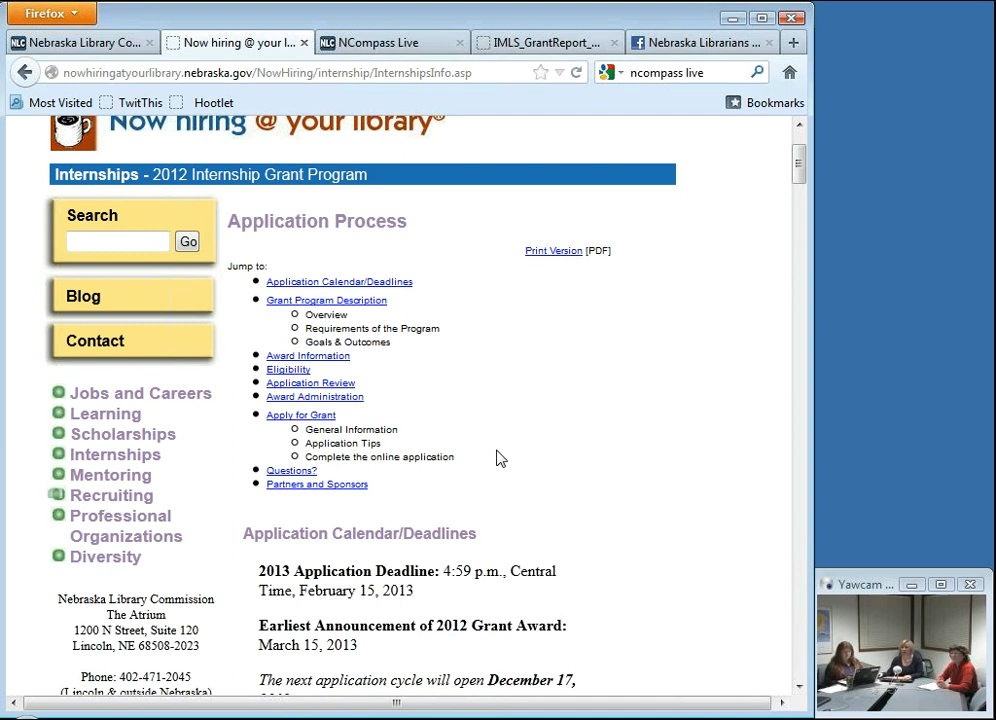 Firefox
Nebraska Library Co...
Now hiring @ your l...
NCompass Live
IMLS_GrantReport_...
Nebraska Librarians ...
nowhiringatyourlibrary.nebraska.gov/NowHiring/internship/InternshipsInfo.asp
ncompass live
Most Visited
TwitThis
Hootlet
Bookmarks
Now hiring @ your library®
Internships - 2012 Internship Grant Program
Search
Go
Blog
Contact
Jobs and Careers
Learning
Scholarships
Internships
Mentoring
Recruiting
Professional
Organizations
Diversity
Nebraska Library Commission
The Atrium
1200 N Street, Suite 120
Lincoln, NE 68508-2023
Phone: 402-471-2045
(Lincoln & outside Nebraska)
Application Process
Print Version [PDF]
Jump to:
Application Calendar/Deadlines
Grant Program Description
Overview
Requirements of the Program
Goals & Outcomes
Award Information
Eligibility
Application Review
Award Administration
Apply for Grant
General Information
Application Tips
Complete the online application
Questions?
Partners and Sponsors
Application Calendar/Deadlines
2013 Application Deadline: 4:59 p.m., Central
Time, February 15, 2013
Earliest Announcement of 2012 Grant Award:
March 15, 2013
The next application cycle will open December 17,
Yawcam ...